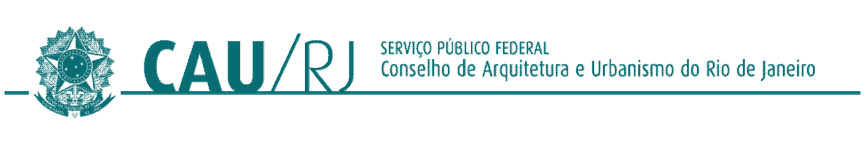 CAU/RJ
SERVIÇO PÚBLICO FEDERAL
Conselho de Arquitetura e Urbanismo do Rio de Janeiro